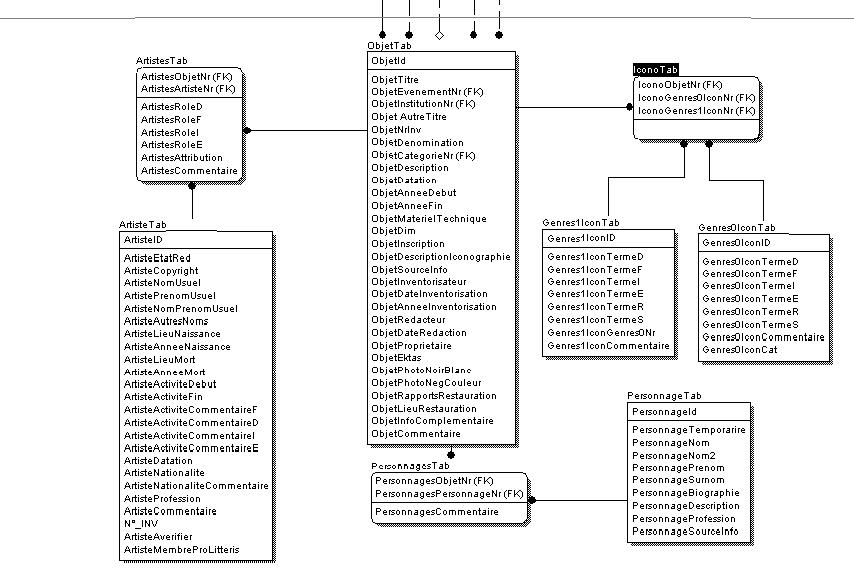 ArtistesTab
ArtistesObjetNr (FK)
ArtistesArtisteNr (FK)
ArtistesRoleD
ArtistesRoleF
ArtistesRoleI
ArtistesRoleE
ArtistesAttribution
ArtistesCommentaire
ArtisteTab
ArtisteID
ArtisteEtatRed
ArtisteCopyright
ArtisteNomUsuel
ArtistePrenomUsuel
ArtisteNomPrenomUsuel
ArtisteAutresNoms
ArtisteLieuNaissance
ArtisteAnneeNaissance
ArtisteLieuMort
ArtisteAnneeMort
ArtisteActiviteDebut
ArtisteActiviteFin
ArtisteActiviteCommentaireF
ArtisteActiviteCommentaireD
ArtisteActiviteCommentaireI
ArtisteActiviteCommentaireE
ArtisteDatation
ArtisteNationalite
ArtisteNationaliteCommentaire
ArtisteProfession
ArtisteCommentaire
N°_INV
ArtisteAverifier
ArtisteMembreProLitteris
ObjetTab
ObjetId
ObjetTitre
ObjetEvenementNr (FK)
ObjetInstitutionNr (FK)
Objet AutreTitre
ObjetNrInv
ObjetDenomination
ObjetCategorieNr (FK)
ObjetDescription
ObjetDatation
ObjetAnneeDebut
ObjetAnneeFin
ObjetMaterielTechnique
ObjetDim
ObjetInscription
ObjetDescriptionIconographie
ObjetSourceInfo
ObjetInventorisateur
ObjetDateInventorisation
ObjetAnneeInventorisation
ObjetRedacteur
ObjetDateRedaction
ObjetProprietaire
ObjetEktas
ObjetPhotoNoirBlanc
ObjetPhotoNegCouleur
ObjetRapportsRestauration
ObjetLieuRestauration
ObjetInfoComplementaire
ObjetCommentaire
PersonnagesTab
PersonnagesObjetNr (FK)
PersonnagesPersonnageNr (FK)
PersonnagesCommentaire
IconoTab
IconoObjetNr (FK)
IconoGenres0IconNr (FK)
IconoGenres1IconNr (FK)
Genres1IconTab
Genres1IconID
Genres1IconTermeD
Genres1IconTermeF
Genres1IconTermeI
Genres1IconTermeE
Genres1IconTermeR
Genres1IconTermeS
Genres1IconGenres0Nr
Genres1IconCommentaire
Genres0IconTab
Genres0IconID
Genres0IconTermeD
Genres0IconTermeF
Genres0IconTermeI
Genres0IconTermeE
Genres0IconTermeR
Genres0IconTermeS
Genres0IconCommentaire
Genres0IconCat
PersonnageTab
PersonnageId
PersonnageTemporarire
PersonnageNom
PersonnageNom2
PersonnagePrenom
PersonnageSurnom
PersonnageBiographie
PersonnageDescription
PersonnageProfession
PersonnageSourceInfo